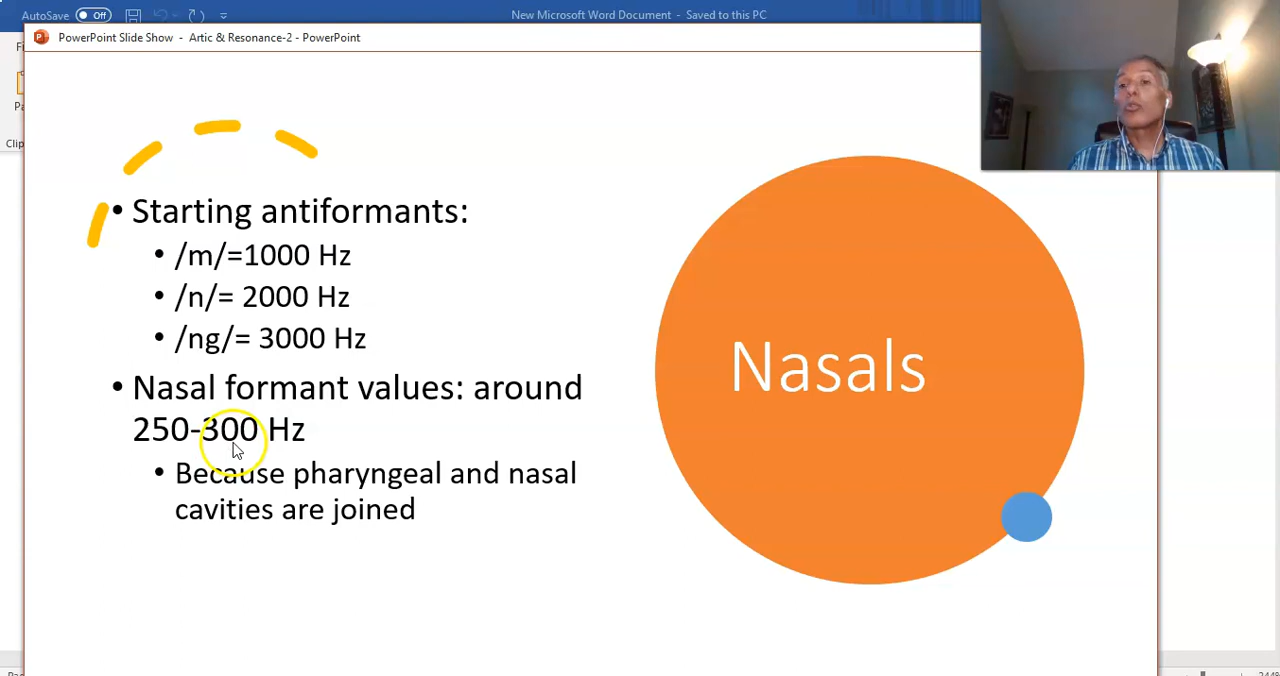 AutoSave Off New Microsoft Word Document - Saved to this PC
PowerPoint Slide Show - Artic & Resonance-2 - PowerPoint
Clip
• Starting antiformants:
• /m/=1000 Hz
• /n/= 2000 Hz
• /ng/= 3000 Hz
• Nasal formant values: around
250-300 Hz
• Because pharyngeal and nasal
cavities are joined
Nasals